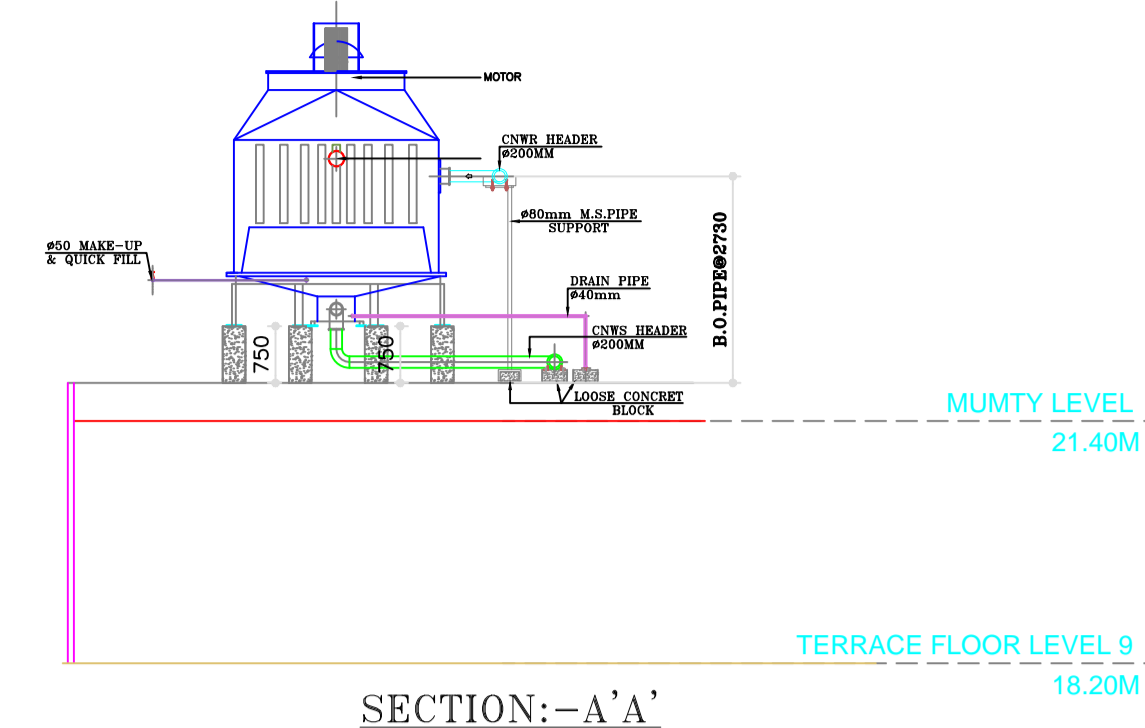 MOTOR
CNWR HEADER
ø200MM
ø80mm M.S.PIPE
SUPPORT
ø50 MAKE-UP
& QUICK FILL
DRAIN PIPE
ø40mm
B.O.PIPE@2730
CNWS HEADER
ø200MM
750
750
LOOSE CONCRET
BLOCK
MUMTY LEVEL
21.40M
TERRACE FLOOR LEVEL 9
18.20M
SECTION:-A'A'